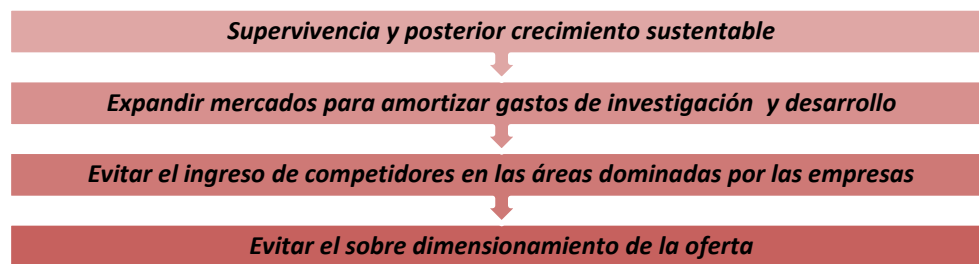 Supervivencia y posterior crecimiento sustentable
Expandir mercados para amortizar gastos de investigación y desarrollo
Evitar el ingreso de competidores en las áreas dominadas por las empresas
Evitar el sobre dimensionamiento de la oferta